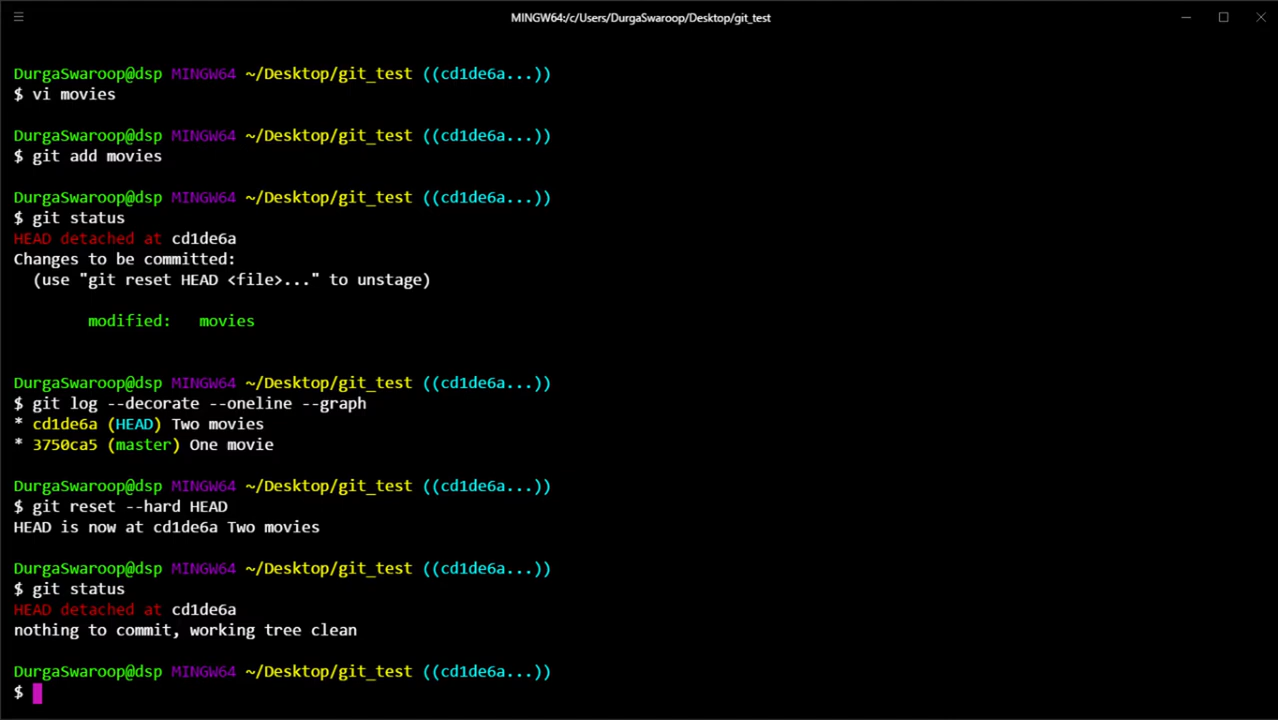 MINGW64:/c/Users/DurgaSwaroop/Desktop/git_test
DurgaSwaroop@dsp MINGW64 ~/Desktop/git_test ((cd1de6a...))
$ vi movies
DurgaSwaroop@dsp MINGW64 ~/Desktop/git_test ((cd1de6a...))
$ git add movies
DurgaSwaroop@dsp MINGW64 ~/Desktop/git_test ((cd1de6a...))
$ git status
HEAD detached at cd1de6a
Changes to be committed:
  (use "git reset HEAD <file>..." to unstage)
        modified:   movies
DurgaSwaroop@dsp MINGW64 ~/Desktop/git_test ((cd1de6a...))
$ git log --decorate --oneline --graph
* cd1de6a (HEAD) Two movies
* 3750ca5 (master) One movie
DurgaSwaroop@dsp MINGW64 ~/Desktop/git_test ((cd1de6a...))
$ git reset --hard HEAD
HEAD is now at cd1de6a Two movies
DurgaSwaroop@dsp MINGW64 ~/Desktop/git_test ((cd1de6a...))
$ git status
HEAD detached at cd1de6a
nothing to commit, working tree clean
DurgaSwaroop@dsp MINGW64 ~/Desktop/git_test ((cd1de6a...))
$